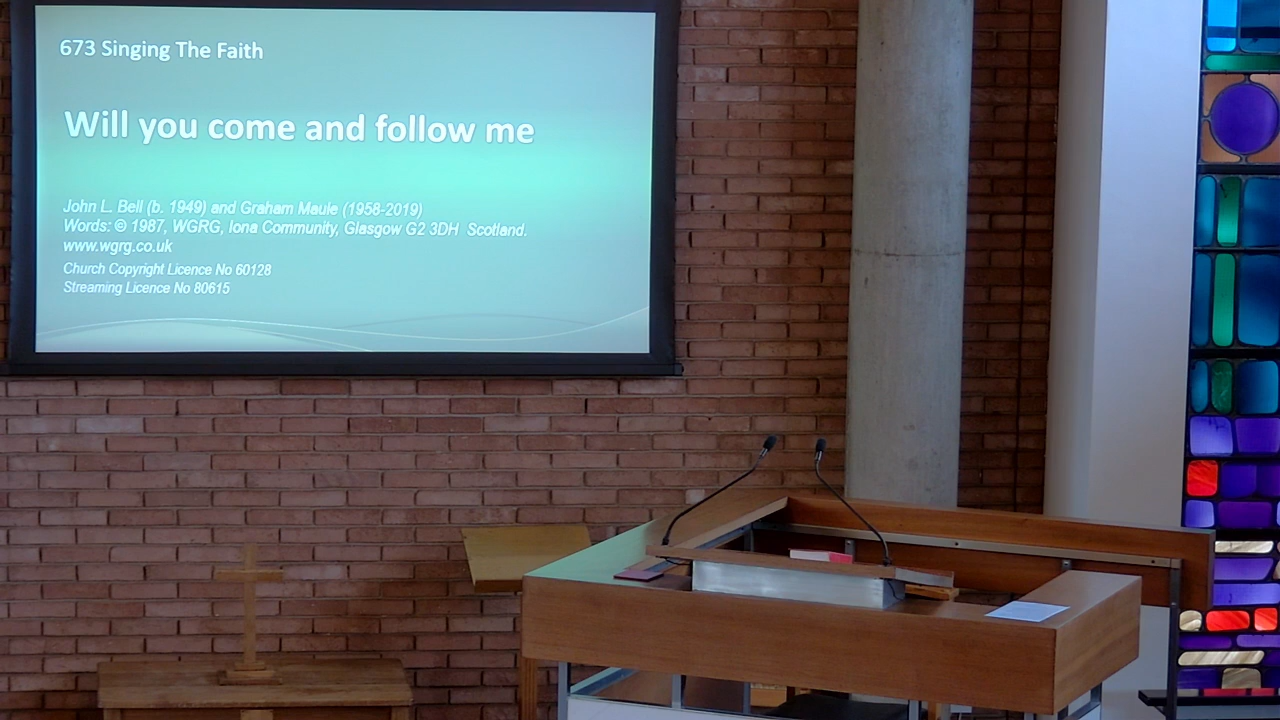 673 Singing The Faith
Will you come and follow me
John L. Bell (b. 1949) and Graham Maule (1958-2019)
Words: © 1987, WGRG, Iona Community, Glasgow G2 3DH Scotland.
www.wgrg.co.uk
Church Copyright Licence No 60128
Streaming Licence No 80615